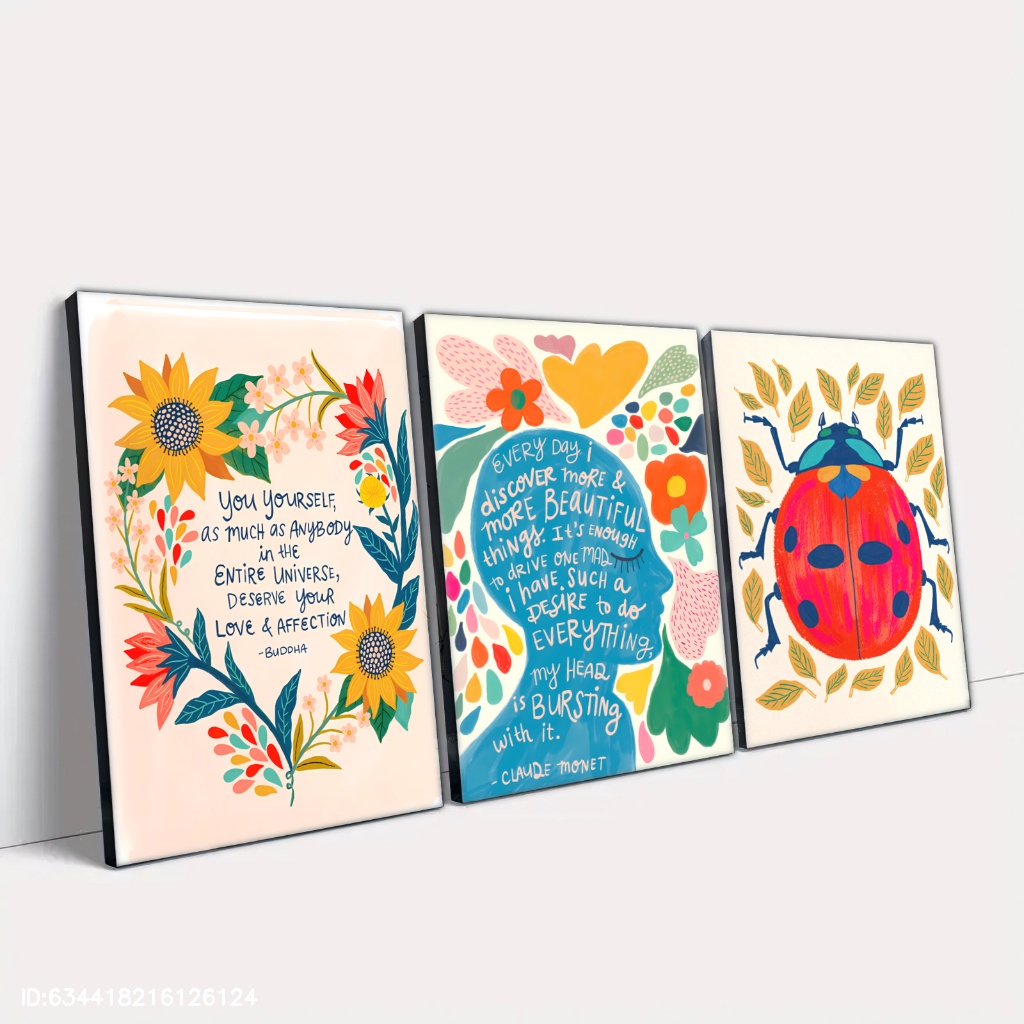 YOU YOURSELF,
AS MUCH AS ANYBODY
in tHE
ENTIRE UNIVERSE,
DESERVE YOUR
LOVE & AFFECTION
-BUDDHA
EVERY DAY i
discover more &
more BEAUTIFUL
things. It's ENOUGH
to DRIVE ONE MAD.
i have SUCH a
DESIRE to do
EVERYTHING,
my HEAD
is BURSTING
with it.
- CLAUDE MONET
ID:634418216126124